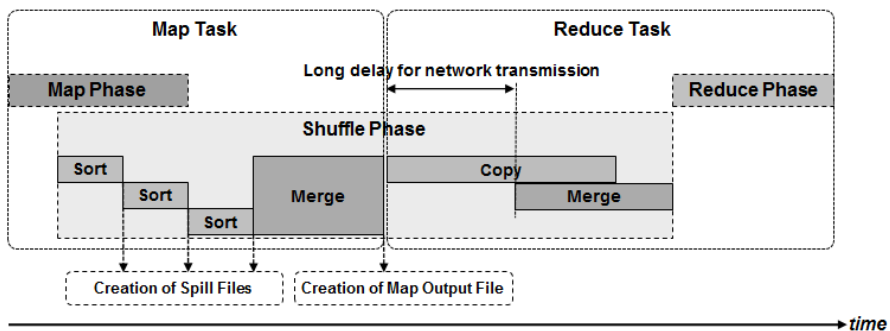 Map Task
Reduce Task
Long delay for network transmission
Map Phase
Reduce Phase
Shuffle Phase
Sort
Copy
Sort
Merge
Merge
Sort
Creation of Spill Files
Creation of Map Output File
time